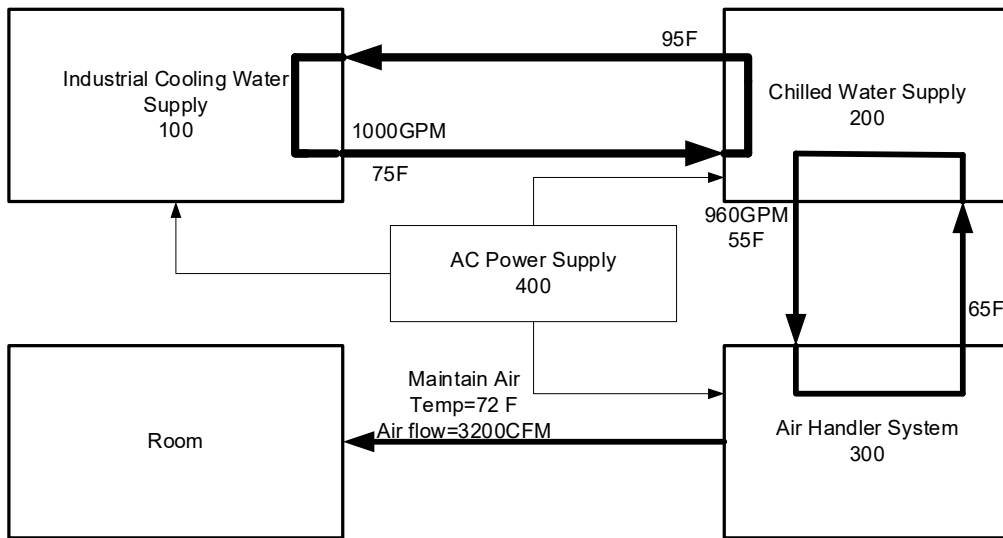 95F
Industrial Cooling Water
Supply
100
Chilled Water Supply
200
1000GPM
75F
960GPM
55F
AC Power Supply
400
65F
Maintain Air
Temp=72 F
Air flow=3200CFM
Room
Air Handler System
300